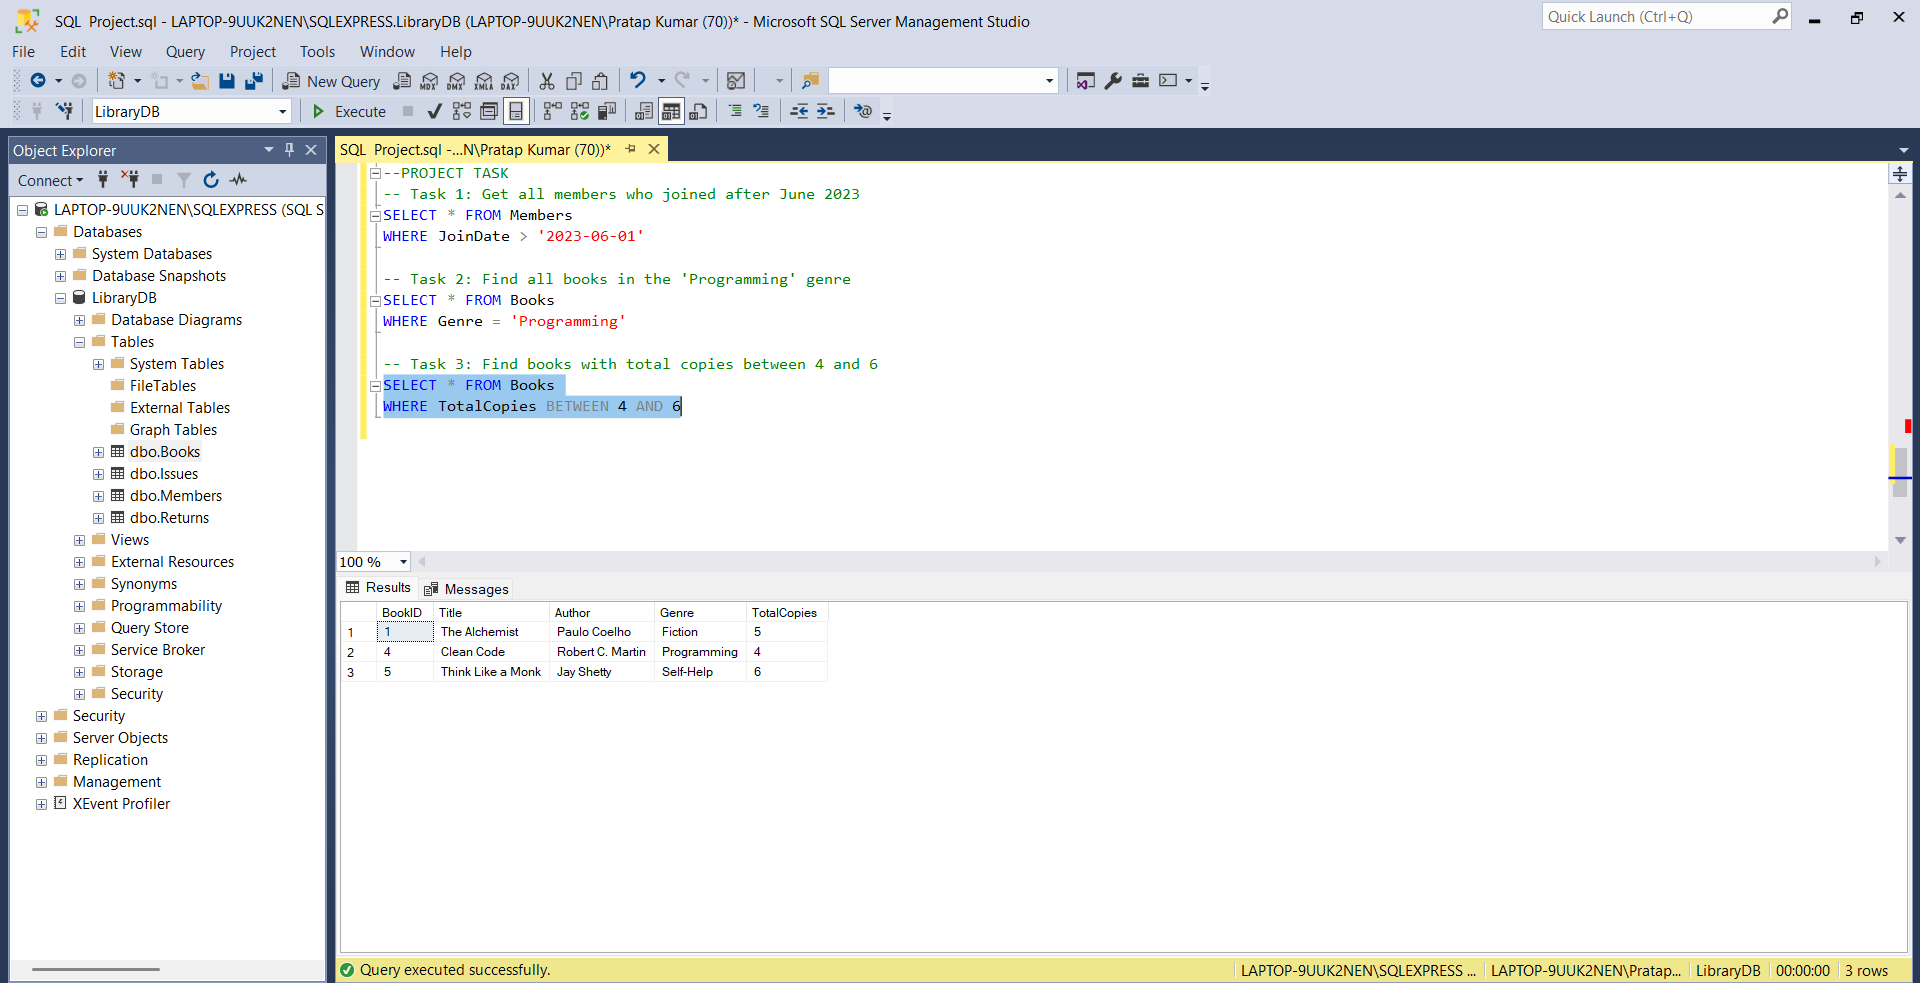 SQL Project.sql - LAPTOP-9UUK2NEN\SQLEXPRESS.LibraryDB (LAPTOP-9UUK2NEN\Pratap Kumar (70))* - Microsoft SQL Server Management Studio
Quick Launch (Ctrl+Q)
File Edit View Query Project Tools Window Help
New Query MDX DMX XMLA DAX
LibraryDB Execute
Object Explorer
Connect
LAPTOP-9UUK2NEN\SQLEXPRESS (SQL S
Databases
System Databases
Database Snapshots
LibraryDB
Database Diagrams
Tables
System Tables
FileTables
External Tables
Graph Tables
dbo.Books
dbo.Issues
dbo.Members
dbo.Returns
Views
External Resources
Synonyms
Programmability
Query Store
Service Broker
Storage
Security
Security
Server Objects
Replication
Management
XEvent Profiler
SQL Project.sql -...N\Pratap Kumar (70))*
--PROJECT TASK
-- Task 1: Get all members who joined after June 2023
SELECT * FROM Members
WHERE JoinDate > '2023-06-01'
-- Task 2: Find all books in the 'Programming' genre
SELECT * FROM Books
WHERE Genre = 'Programming'
-- Task 3: Find books with total copies between 4 and 6
SELECT * FROM Books
WHERE TotalCopies BETWEEN 4 AND 6
100 %
Results Messages
BookID Title Author Genre TotalCopies
1 1 The Alchemist Paulo Coelho Fiction 5
2 4 Clean Code Robert C. Martin Programming 4
3 5 Think Like a Monk Jay Shetty Self-Help 6
Query executed successfully.
LAPTOP-9UUK2NEN\SQLEXPRESS ... LAPTOP-9UUK2NEN\Pratap... LibraryDB 00:00:00 3 rows